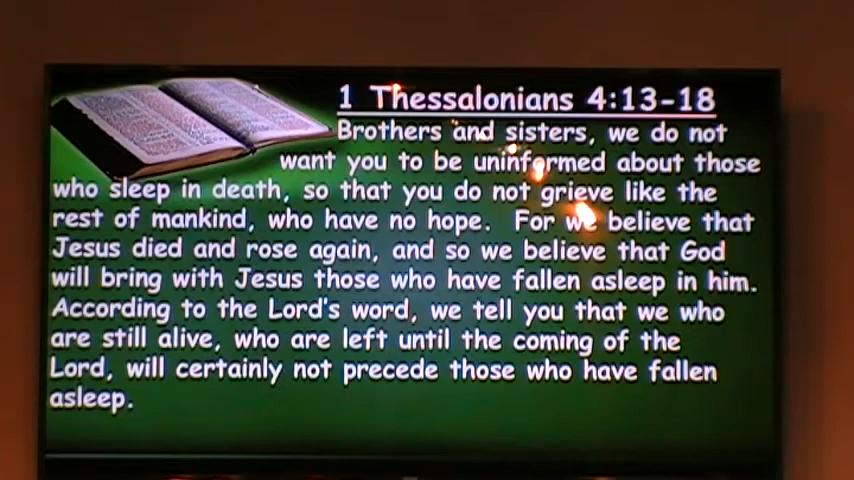 1 Thessalonians 4:13-18
Brothers and sisters, we do not
want you to be uninformed about those
who sleep in death, so that you do not grieve like the
rest of mankind, who have no hope. For we believe that
Jesus died and rose again, and so we believe that God
will bring with Jesus those who have fallen asleep in him.
According to the Lord's word, we tell you that we who
are still alive, who are left until the coming of the
Lord, will certainly not precede those who have fallen
asleep.